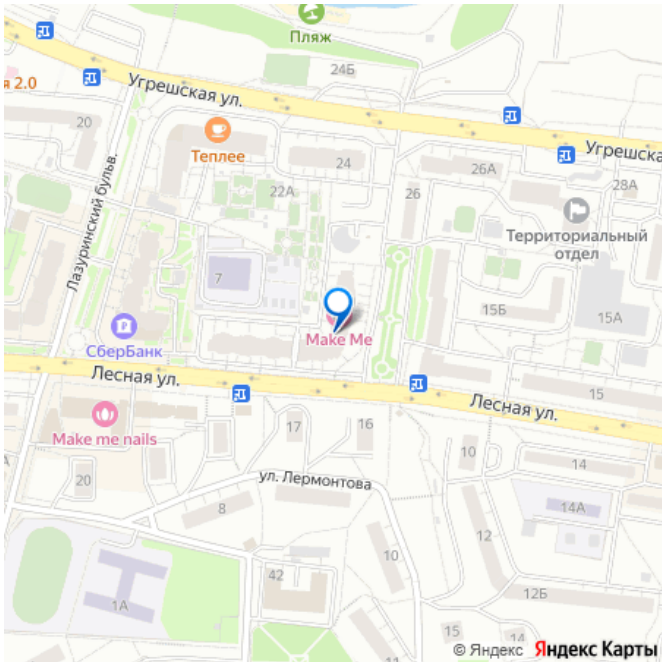 Пляж
24Б
Угрешская ул.
я 2.0
20
Теплее
24
Угрешска
26А
22А
26
28А
Территориальный
отдел
Лазуринский бульв.
7
15Б
15А
Make Me
СберБанк
Лесная ул.
15
Лесная ул.
Make me nails
17
16
10
14
А
20
ул. Лермонтова
8
14А
12
10
42
12Б
1А
15
14
© Яндекс
Яндекс Карты